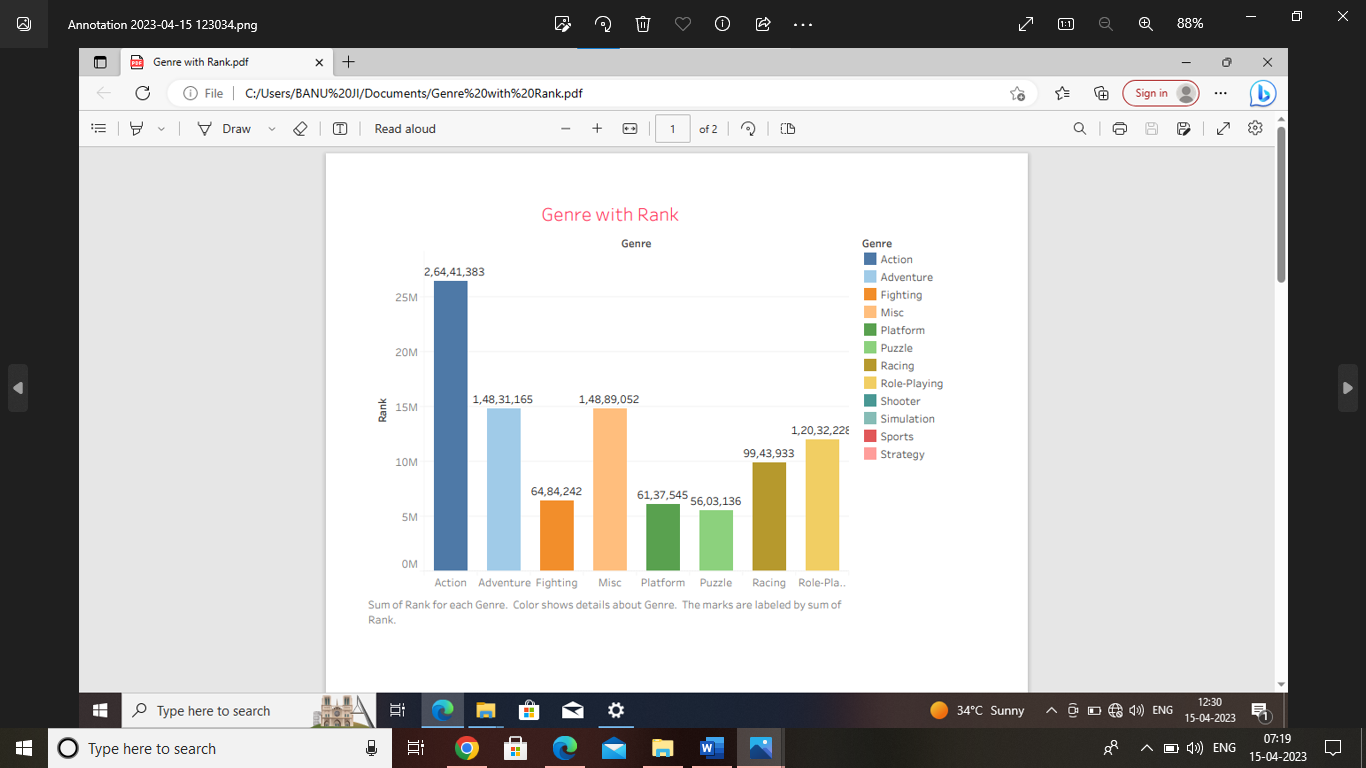 Annotation 2023-04-15 123034.png
1:1
88%
PDF
Genre with Rank.pdf
File
C:/Users/BANU%20JI/Documents/Genre%20with%20Rank.pdf
Sign in
Draw
T
Read aloud
1
of 2
Genre with Rank
Genre
Rank
25M
20M
15M
10M
5M
0M
2,64,41,383
1,48,31,165
64,84,242
1,48,89,052
61,37,545
56,03,136
99,43,933
1,20,32,228
Action
Adventure
Fighting
Misc
Platform
Puzzle
Racing
Role-Pla..
Sum of Rank for each Genre. Color shows details about Genre. The marks are labeled by sum of
Rank.
Genre
Action
Adventure
Fighting
Misc
Platform
Puzzle
Racing
Role-Playing
Shooter
Simulation
Sports
Strategy
Type here to search
34°C Sunny
ENG
12:30
15-04-2023
1
Type here to search
W
ENG
07:19
15-04-2023